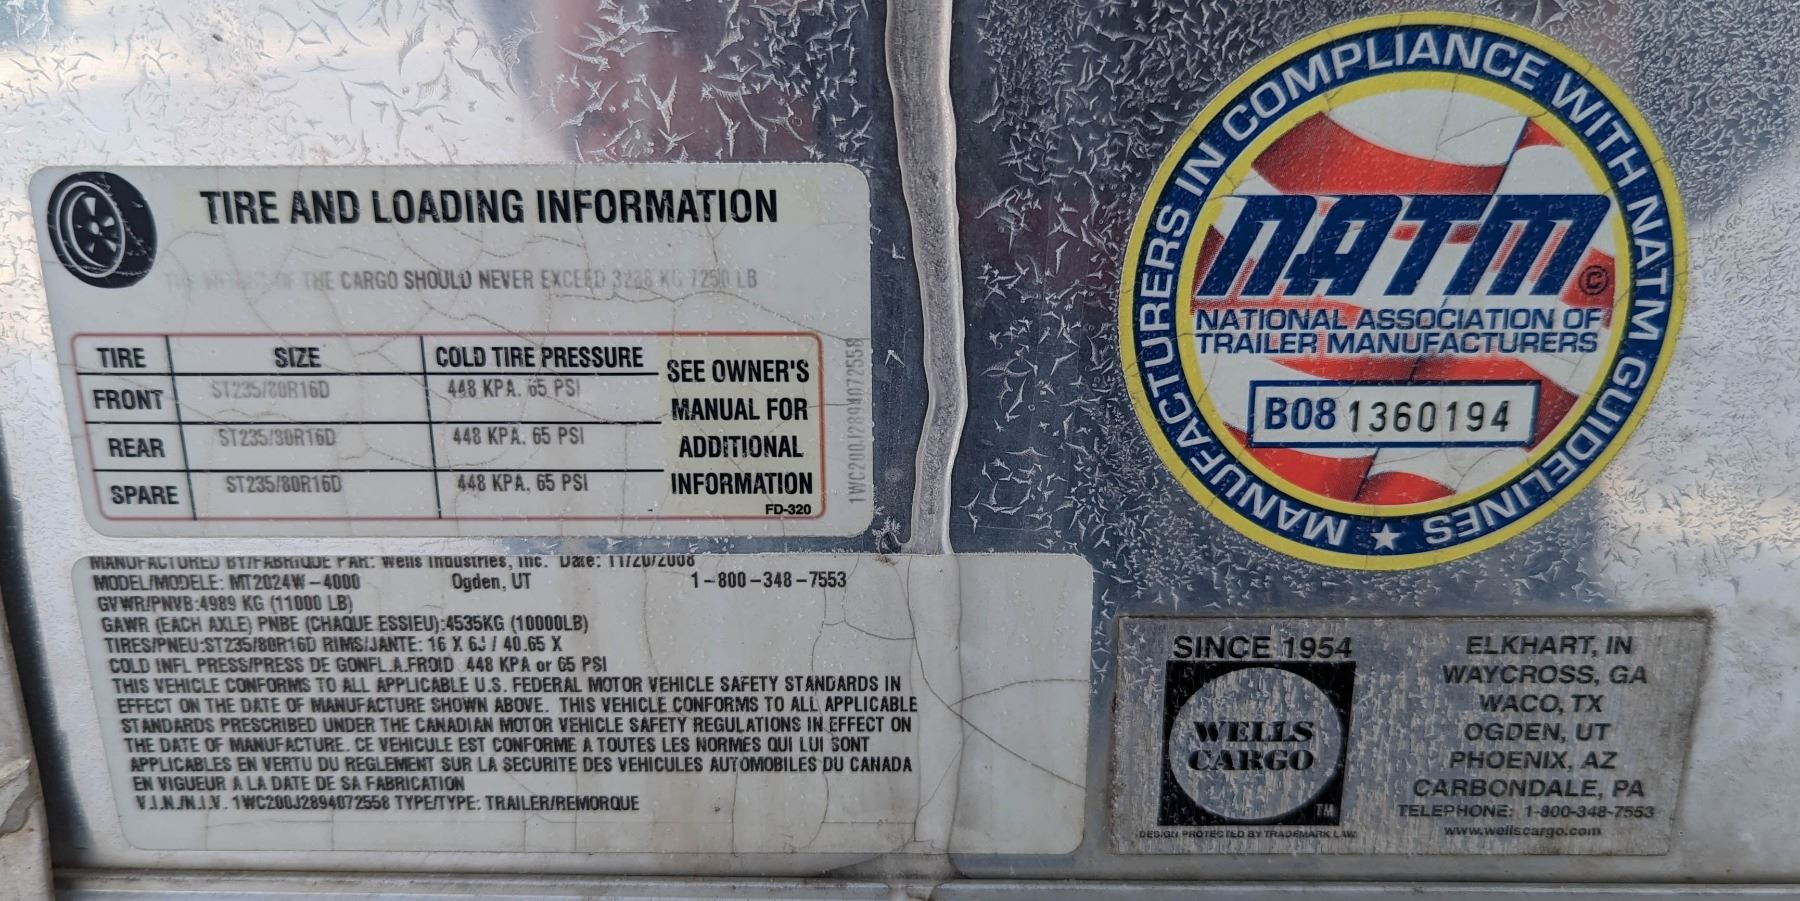 TIRE AND LOADING INFORMATION
THE WEIGHT OF THE CARGO SHOULD NEVER EXCEED 3288 KG 7250 LB
TIRE SIZE COLD TIRE PRESSURE
FRONT ST235/80R16D 448 KPA. 65 PSI
REAR ST235/80R16D 448 KPA. 65 PSI
SPARE ST235/80R16D 448 KPA. 65 PSI
SEE OWNER'S
MANUAL FOR
ADDITIONAL
INFORMATION
FD-320
1WC200J2894072558
MANUFACTURED BY/FABRIQUE PAR: Wells Industries, Inc. Date: 11/20/2008
MODEL/MODELE: MT2024W-4000 Ogden, UT 1-800-348-7553
GVWR/PNVB:4989 KG (11000 LB)
GAWR (EACH AXLE) PNBE (CHAQUE ESSIEU):4535KG (10000LB)
TIRES/PNEU:ST235/80R16D RIMS/JANTE: 16 X 6J / 40.65 X
COLD INFL PRESS/PRESS DE GONFL.A.FROID 448 KPA or 65 PSI
THIS VEHICLE CONFORMS TO ALL APPLICABLE U.S. FEDERAL MOTOR VEHICLE SAFETY STANDARDS IN
EFFECT ON THE DATE OF MANUFACTURE SHOWN ABOVE. THIS VEHICLE CONFORMS TO ALL APPLICABLE
STANDARDS PRESCRIBED UNDER THE CANADIAN MOTOR VEHICLE SAFETY REGULATIONS IN EFFECT ON
THE DATE OF MANUFACTURE. CE VEHICULE EST CONFORME A TOUTES LES NORMES QUI LUI SONT
APPLICABLES EN VERTU DU REGLEMENT SUR LA SECURITE DES VEHICULES AUTOMOBILES DU CANADA
EN VIGUEUR A LA DATE DE SA FABRICATION
V.I.N./N.I.V. 1WC200J2894072558 TYPE/TYPE: TRAILER/REMORQUE
MANUFACTURERS IN COMPLIANCE WITH NATM GUIDELINES ★
NATM ©
NATIONAL ASSOCIATION OF
TRAILER MANUFACTURERS
B08 1360194
SINCE 1954
WELLS
CARGO
TM
DESIGN PROTECTED BY TRADEMARK LAW
ELKHART, IN
WAYCROSS, GA
WACO, TX
OGDEN, UT
PHOENIX, AZ
CARBONDALE, PA
TELEPHONE: 1-800-348-7553
www.wellscargo.com